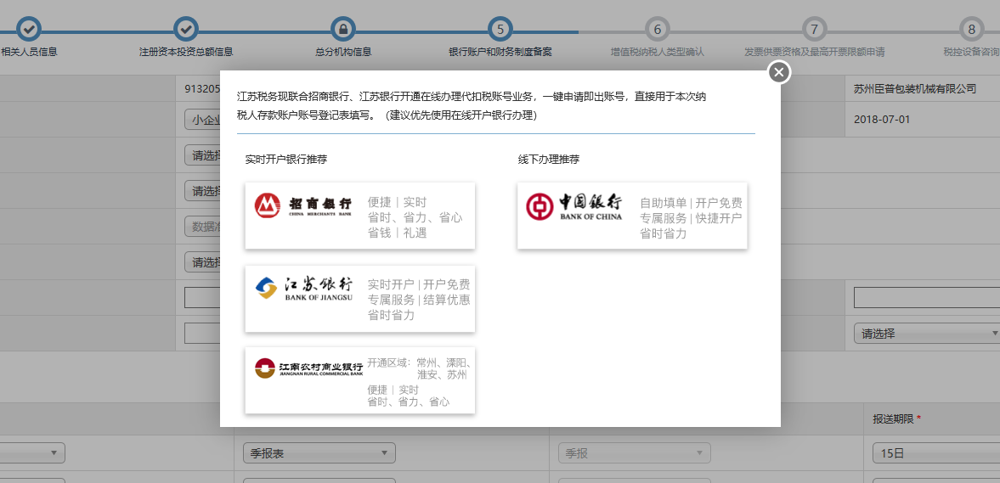 5
6
7
8
相关人员信息
注册资本投资总额信息
总分机构信息
银行账户和财务制度备案
增值税纳税人类型确认
发票供票资格及最高开票限额申请
税控设备咨询
913205
苏州臣普包装机械有限公司
小企业
2018-07-01
请选择
请选择
数据准
请选择
请选择
江苏税务现联合招商银行、江苏银行开通在线办理代扣税账号业务，一键申请即出账号，直接用于本次纳
税人存款账户账号登记表填写。（建议优先使用在线开户银行办理）
实时开户银行推荐
线下办理推荐
招商银行
CHINA MERCHANTS BANK
便捷 | 实时
省时、省力、省心
省钱 | 礼遇
中国银行
BANK OF CHINA
自助填单 | 开户免费
专属服务 | 快捷开户
省时省力
江苏银行
BANK OF JIANGSU
实时开户 | 开户免费
专属服务 | 结算优惠
省时省力
江南农村商业银行
JIANGNAN RURAL COMMERCIAL BANK
开通区域：常州、溧阳、
淮安、苏州
便捷 | 实时
省时、省力、省心
报送期限 *
季报表
季报
15日